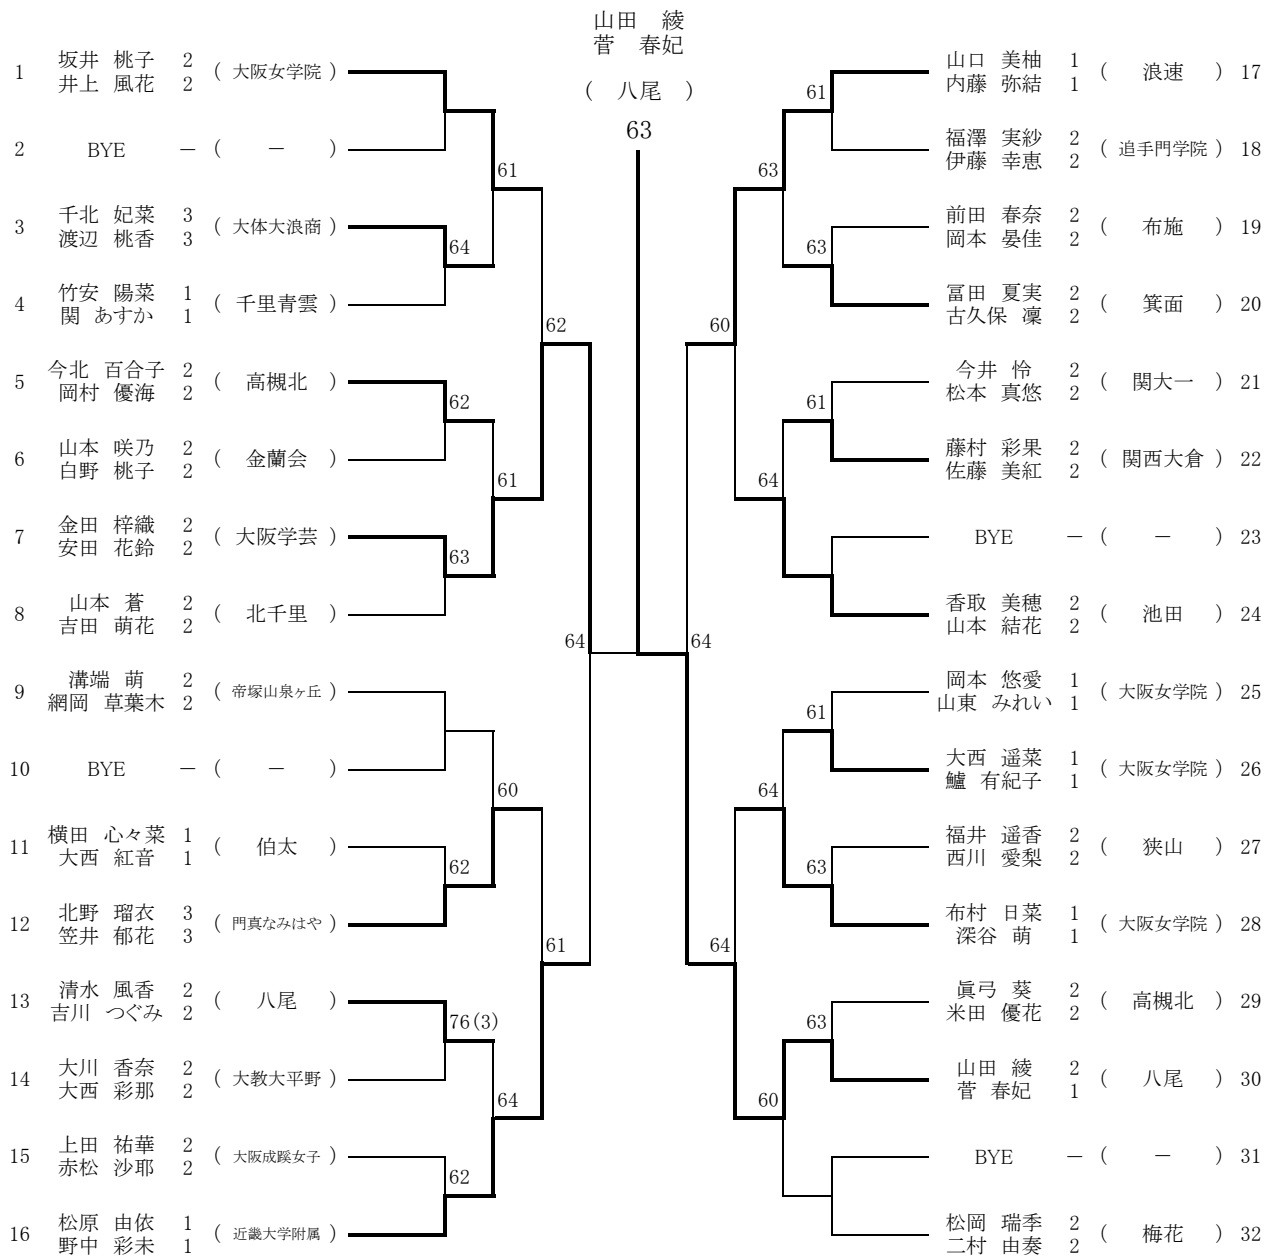 山田 綾
菅 春妃
( 八尾 )
63
1 坂井 桃子 2 ( 大阪女学院 )
井上 風花 2
2 BYE － ( － )
61
3 千北 妃菜 3 ( 大体大浪商 )
渡辺 桃香 3
64
4 竹安 陽菜 1 ( 千里青雲 )
関 あすか 1
62
5 今北 百合子 2 ( 高槻北 )
岡村 優海 2
62
6 山本 咲乃 2 ( 金蘭会 )
白野 桃子 2
61
7 金田 梓織 2 ( 大阪学芸 )
安田 花鈴 2
63
8 山本 蒼 2 ( 北千里 )
吉田 萌花 2
64
9 溝端 萌 2 ( 帝塚山泉ヶ丘 )
網岡 草葉木 2
10 BYE － ( － )
60
11 横田 心々菜 1 ( 伯太 )
大西 紅音 1
62
12 北野 瑠衣 3 ( 門真なみはや )
笠井 郁花 3
61
13 清水 風香 2 ( 八尾 )
吉川 つぐみ 2
76(3)
14 大川 香奈 2 ( 大教大平野 )
大西 彩那 2
64
15 上田 祐華 2 ( 大阪成蹊女子 )
赤松 沙耶 2
62
16 松原 由依 1 ( 近畿大学附属 )
野中 彩未 1
山口 美柚 1 ( 浪速 ) 17
内藤 弥結 1
61
福澤 実紗 2 ( 追手門学院 ) 18
伊藤 幸恵 2
63
前田 春奈 2 ( 布施 ) 19
岡本 晏佳 2
63
冨田 夏実 2 ( 箕面 ) 20
古久保 凜 2
60
今井 怜 2 ( 関大一 ) 21
松本 真悠 2
61
藤村 彩果 2 ( 関西大倉 ) 22
佐藤 美紅 2
64
BYE － ( － ) 23
香取 美穂 2 ( 池田 ) 24
山本 結花 2
64
岡本 悠愛 1 ( 大阪女学院 ) 25
山東 みれい 1
61
大西 遥菜 1 ( 大阪女学院 ) 26
鱸 有紀子 1
64
福井 遥香 2 ( 狭山 ) 27
西川 愛梨 2
63
布村 日菜 1 ( 大阪女学院 ) 28
深谷 萌 1
64
眞弓 葵 2 ( 高槻北 ) 29
米田 優花 2
63
山田 綾 2 ( 八尾 ) 30
菅 春妃 1
60
BYE － ( － ) 31
松岡 瑞季 2 ( 梅花 ) 32
二村 由奏 2